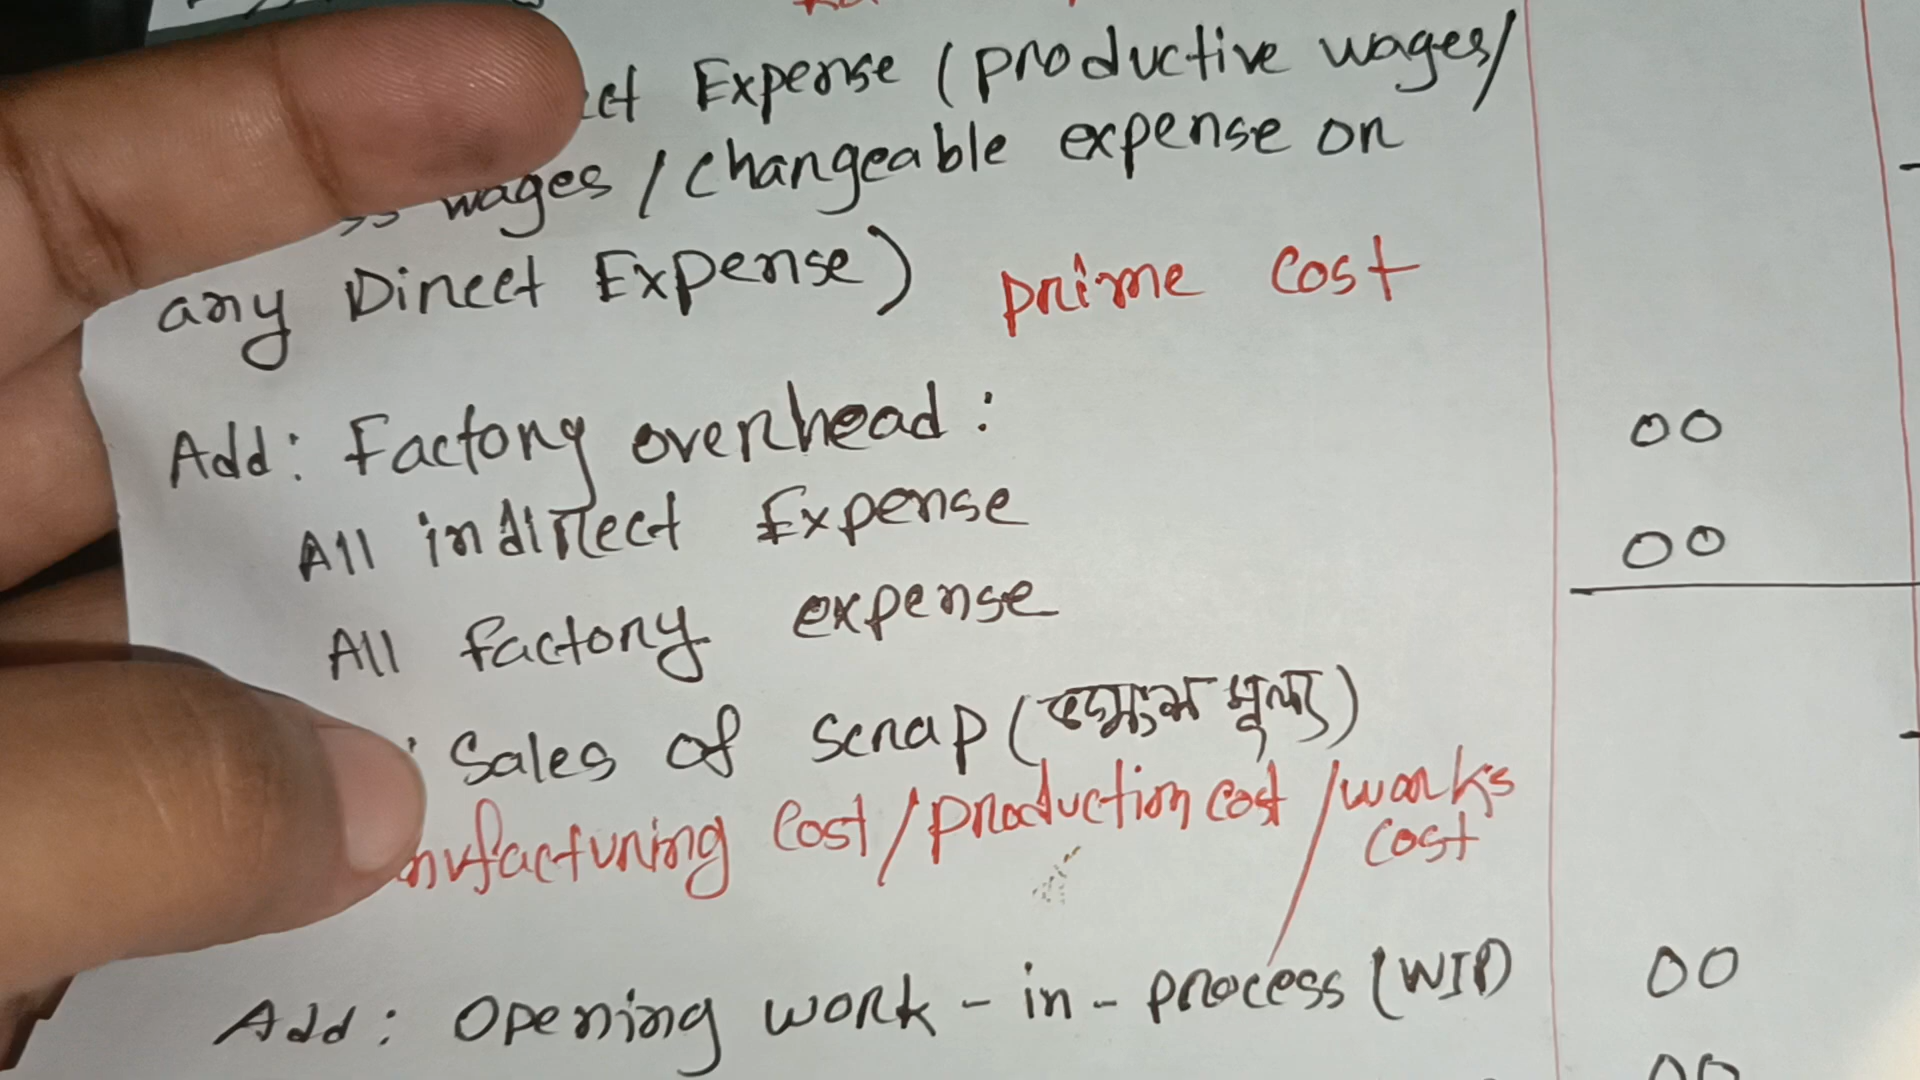 Expense (productive wages/
wages / changeable expense on
any Direct Expense) prime cost
Add: Factory overhead: 00
All indirect Expense 00
All factory expense
Sales of scrap (মূল্য)
cost/production cost/works
cost
Add: Opening work-in-process (WIP) 00
00